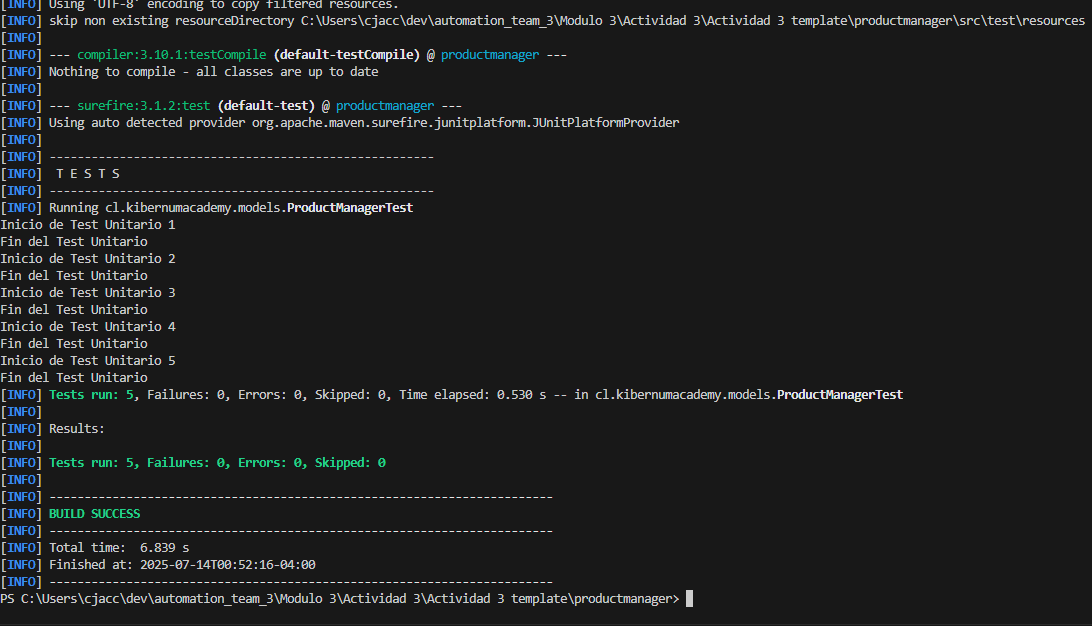 [INFO] Using 'UTF-8' encoding to copy filtered resources.
[INFO] skip non existing resourceDirectory C:\Users\cjacc\dev\automation_team_3\Modulo 3\Actividad 3\Actividad 3 template\productmanager\src\test\resources
[INFO]
[INFO] --- compiler:3.10.1:testCompile (default-testCompile) @ productmanager ---
[INFO] Nothing to compile - all classes are up to date
[INFO]
[INFO] --- surefire:3.1.2:test (default-test) @ productmanager ---
[INFO] Using auto detected provider org.apache.maven.surefire.junitplatform.JUnitPlatformProvider
[INFO]
[INFO] -------------------------------------------------------
[INFO]  T E S T S
[INFO] -------------------------------------------------------
[INFO] Running cl.kibernumacademy.models.ProductManagerTest
Inicio de Test Unitario 1
Fin del Test Unitario
Inicio de Test Unitario 2
Fin del Test Unitario
Inicio de Test Unitario 3
Fin del Test Unitario
Inicio de Test Unitario 4
Fin del Test Unitario
Inicio de Test Unitario 5
Fin del Test Unitario
[INFO] Tests run: 5, Failures: 0, Errors: 0, Skipped: 0, Time elapsed: 0.530 s -- in cl.kibernumacademy.models.ProductManagerTest
[INFO]
[INFO] Results:
[INFO]
[INFO] Tests run: 5, Failures: 0, Errors: 0, Skipped: 0
[INFO]
[INFO] ------------------------------------------------------------------------
[INFO] BUILD SUCCESS
[INFO] ------------------------------------------------------------------------
[INFO] Total time:  6.839 s
[INFO] Finished at: 2025-07-14T00:52:16-04:00
[INFO] ------------------------------------------------------------------------
PS C:\Users\cjacc\dev\automation_team_3\Modulo 3\Actividad 3\Actividad 3 template\productmanager>